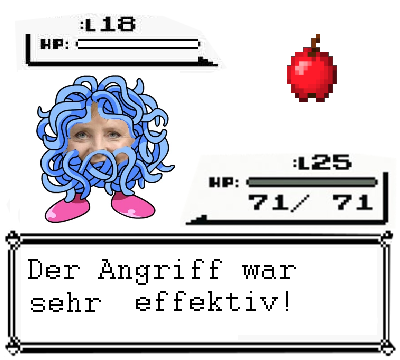 :L18
HP:
:L25
HP:
71/ 71
Der Angriff war
sehr effektiv!